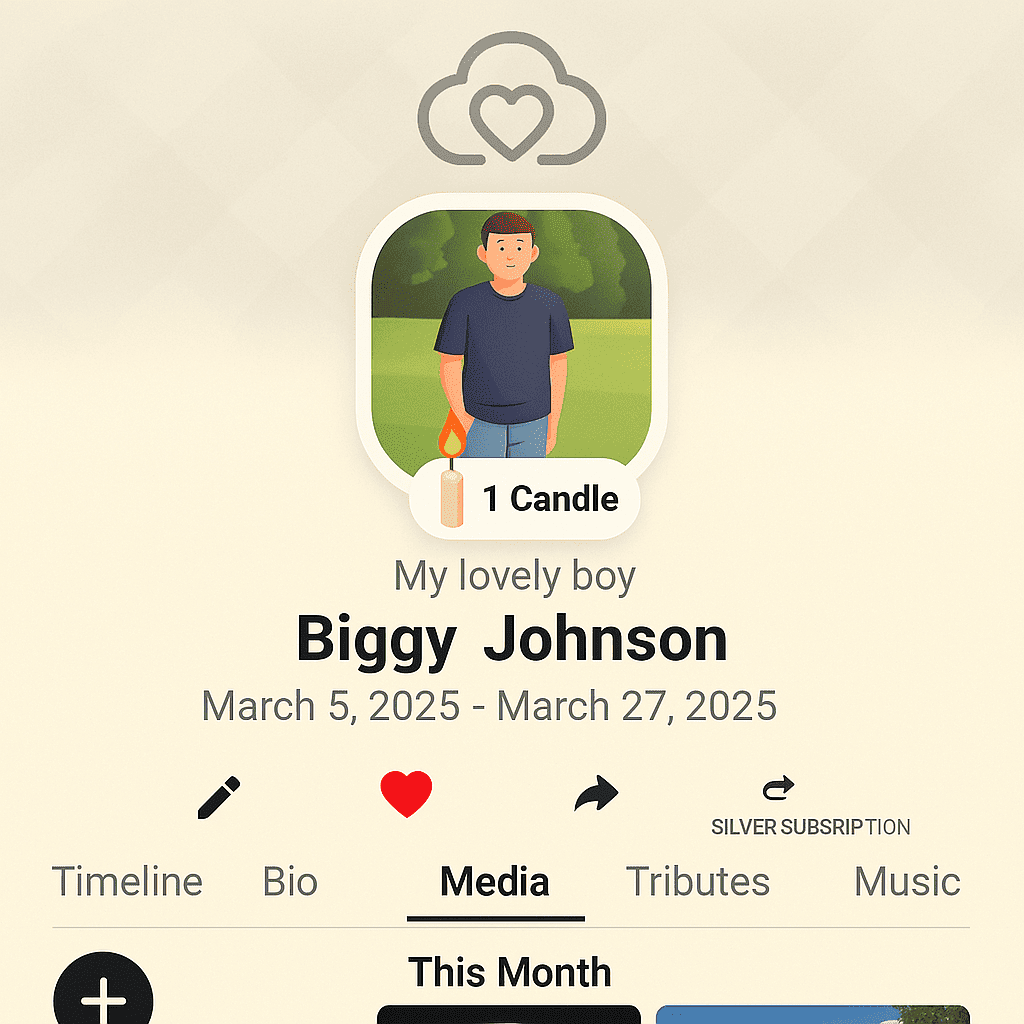 1 Candle
My lovely boy
Biggy Johnson
March 5, 2025 - March 27, 2025
SILVER SUBSRIPTION
Timeline Bio Media Tributes Music
This Month